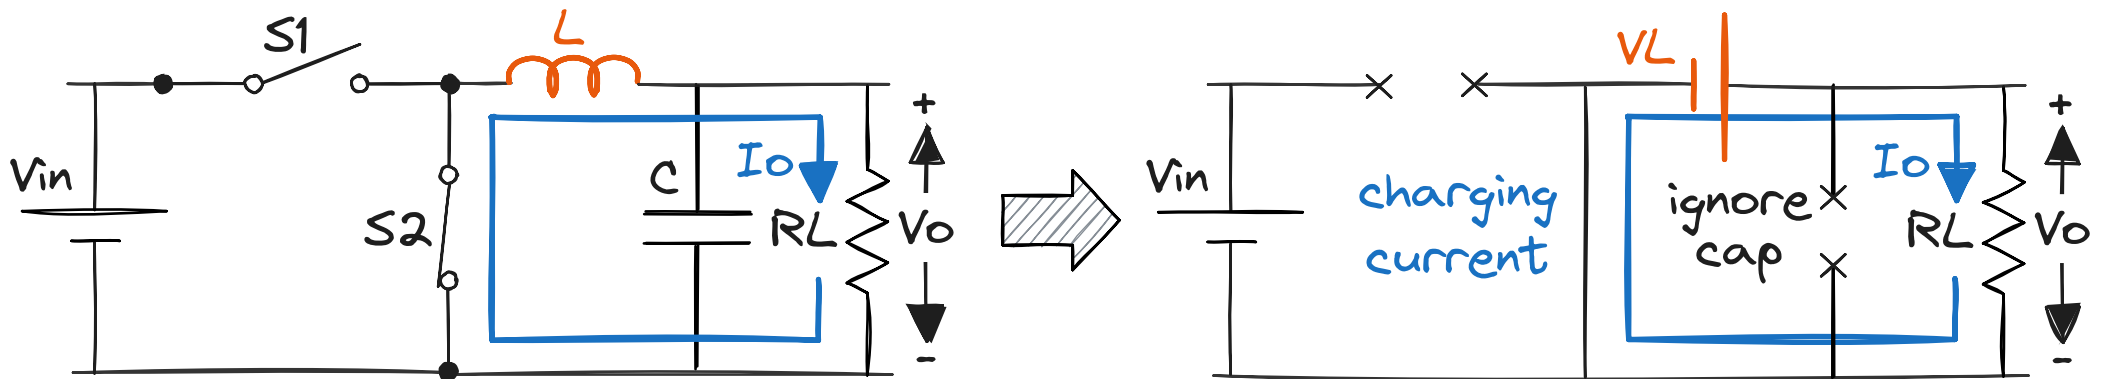 S1
L
Vin
S2
C
Io
RL
+
Vo
-
VL
Vin
charging
current
ignore
cap
Io
RL
+
Vo
-